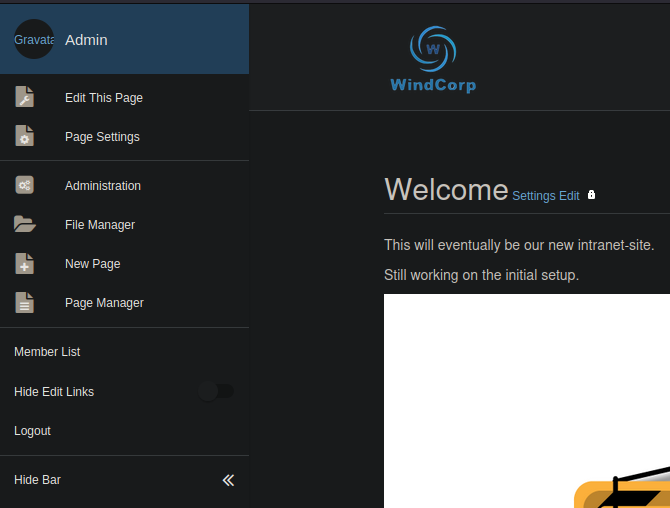 Gravata
Admin
Edit This Page
Page Settings
Administration
File Manager
New Page
Page Manager
Member List
Hide Edit Links
Logout
Hide Bar
W
WindCorp
Welcome Settings Edit
This will eventually be our new intranet-site.
Still working on the initial setup.